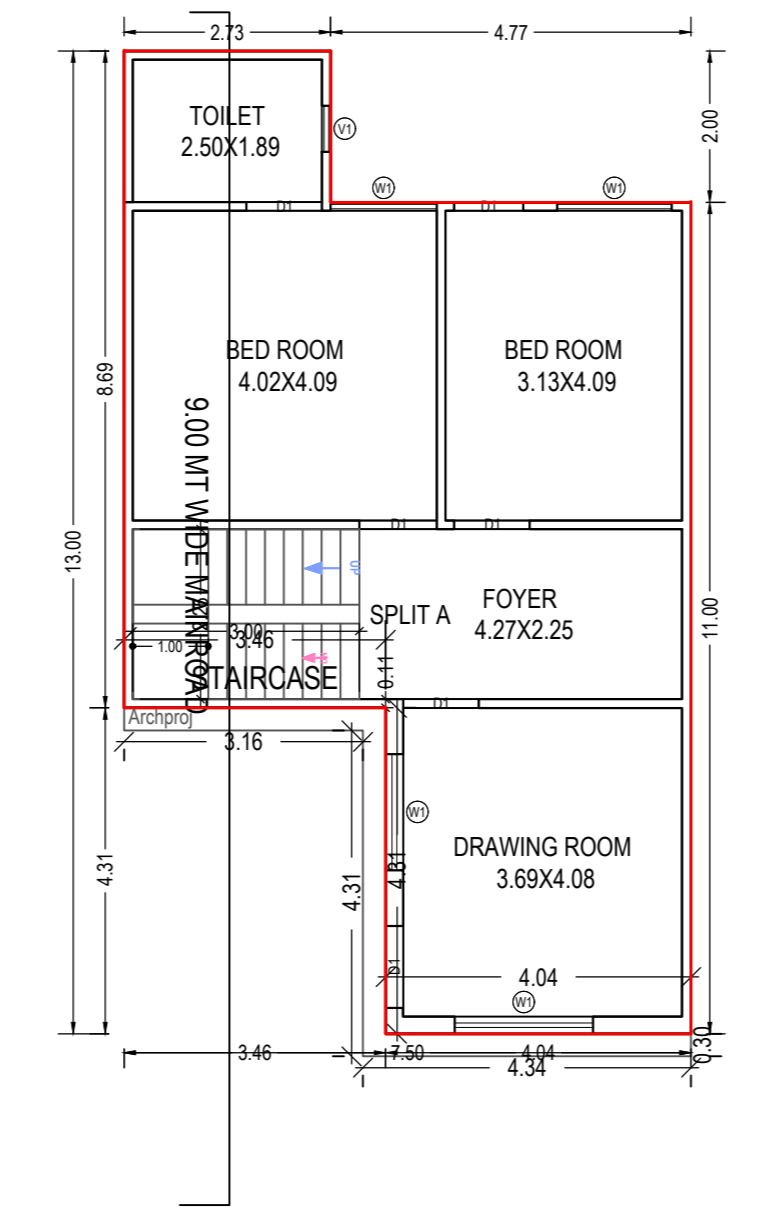 2.73
4.77
TOILET
2.50X1.89
V1
2.00
W1
W1
D1
D1
BED ROOM
4.02X4.09
BED ROOM
3.13X4.09
8.69
13.00
9.00 MT WIDE MAIN ROAD
D1
D1
UP
SPLIT A
FOYER
4.27X2.25
11.00
3.00
3.46
1.00
0.11
STAIRCASE
D1
Archproj
3.16
W1
DRAWING ROOM
3.69X4.08
4.31
4.31
4.31
D1
4.04
W1
3.46
7.50
4.04
0.30
4.34